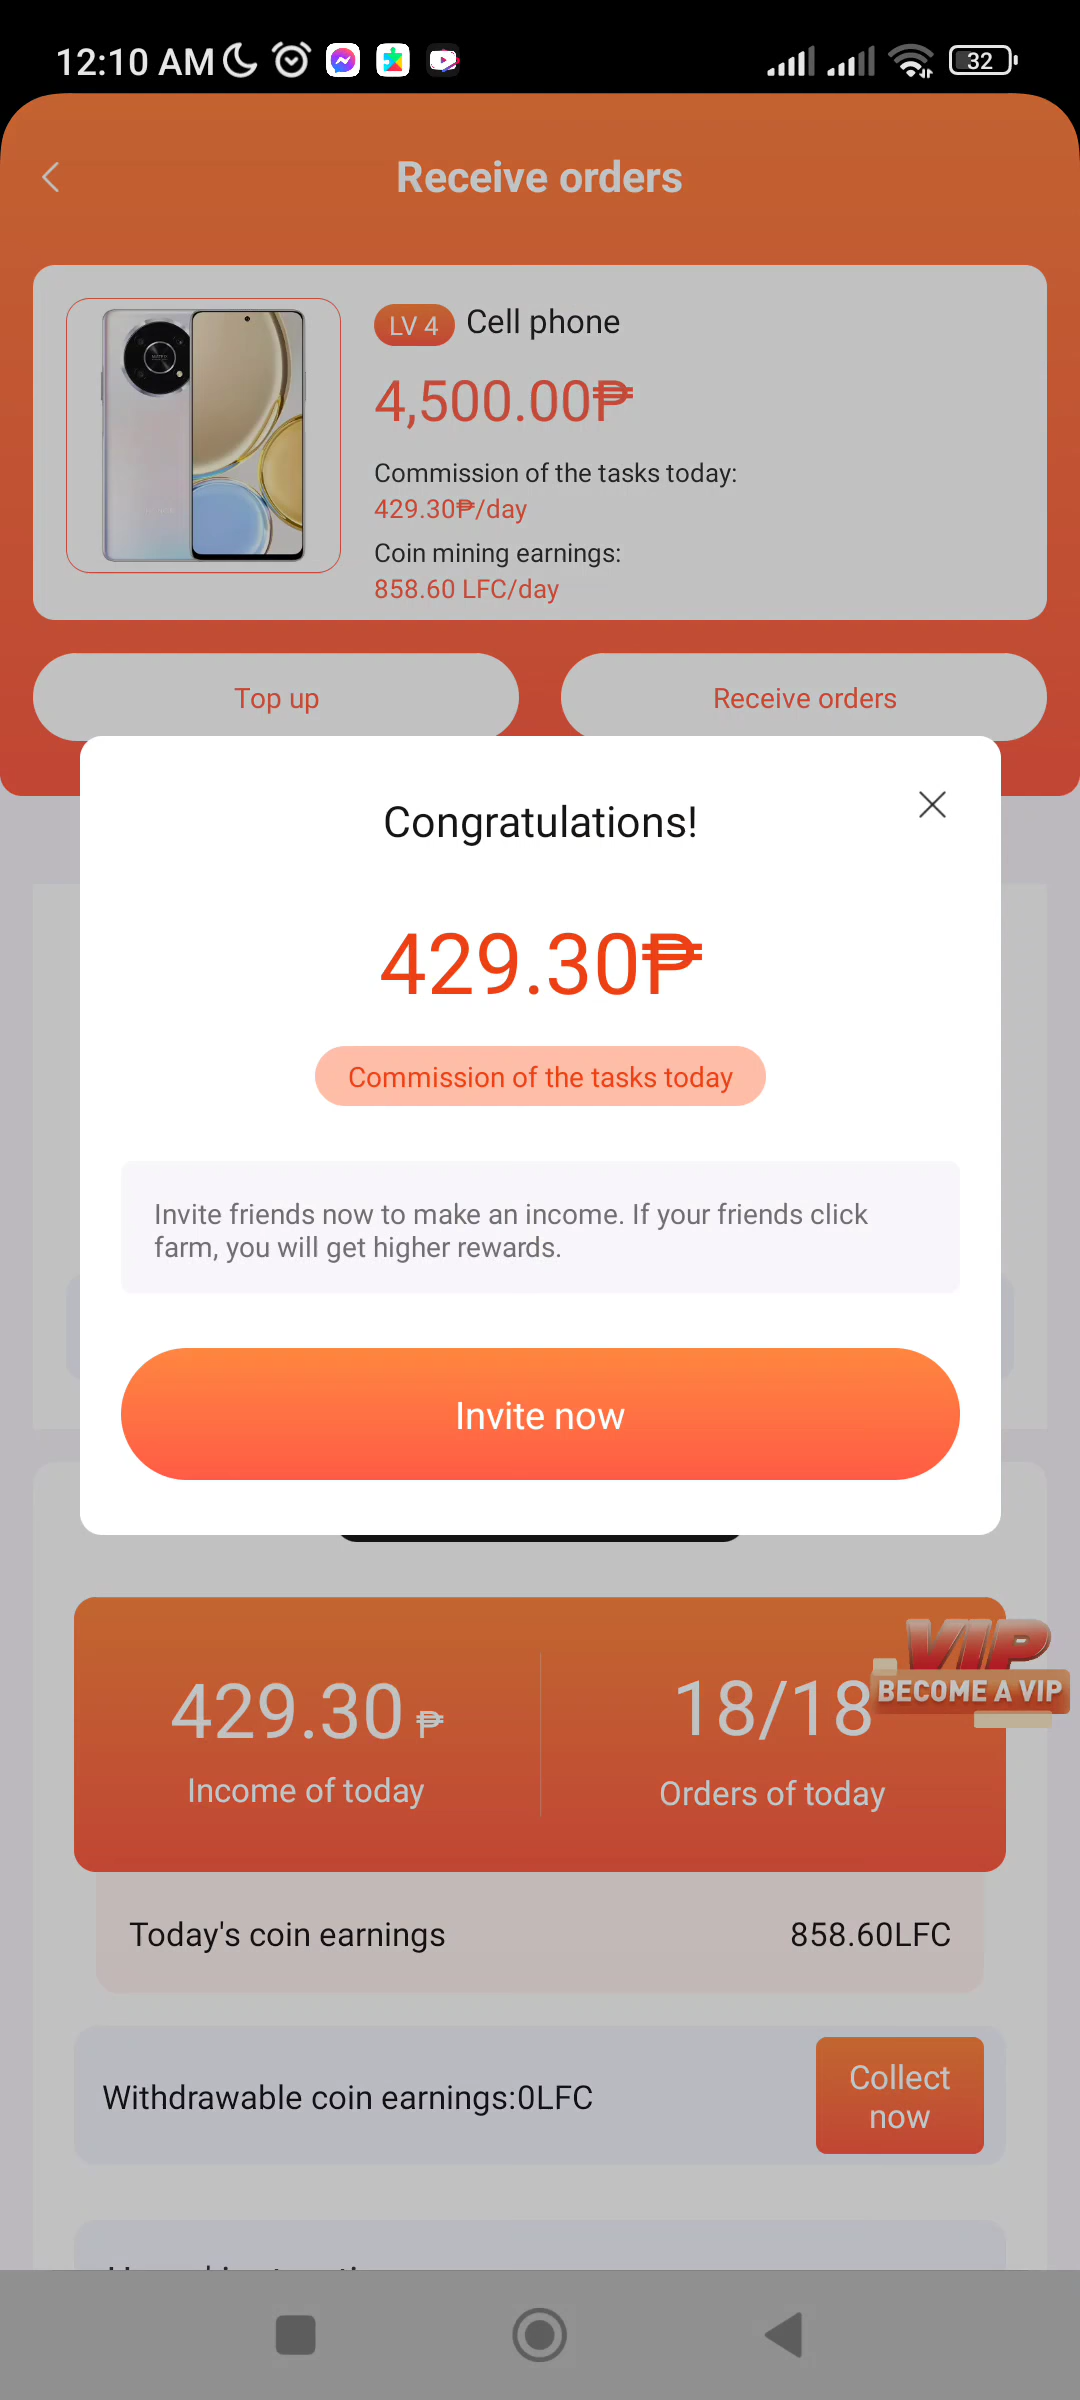 12:10 AM
32
Receive orders
LV 4 Cell phone
4,500.00₱
Commission of the tasks today:
429.30₱/day
Coin mining earnings:
858.60 LFC/day
Top up
Receive orders
Congratulations!
429.30₱
Commission of the tasks today
Invite friends now to make an income. If your friends click
farm, you will get higher rewards.
Invite now
429.30 ₱
Income of today
18/18
Orders of today
VIP
BECOME A VIP
Today's coin earnings
858.60LFC
Withdrawable coin earnings:0LFC
Collect
now